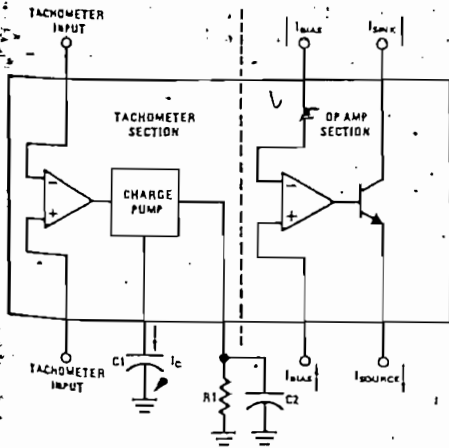 TACHOMETER
INPUT
I BIAS
I SINK
TACHOMETER
SECTION
OP AMP
SECTION
−
+
CHARGE
PUMP
−
+
C1
I C
TACHOMETER
INPUT
R1
C2
I BIAS
I SOURCE